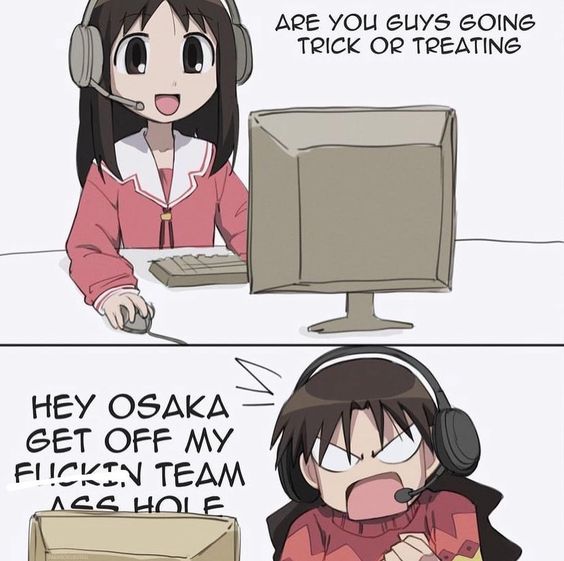 ARE YOU GUYS GOING
TRICK OR TREATING
HEY OSAKA
GET OFF MY
FUCKIN TEAM
ASS HOLE